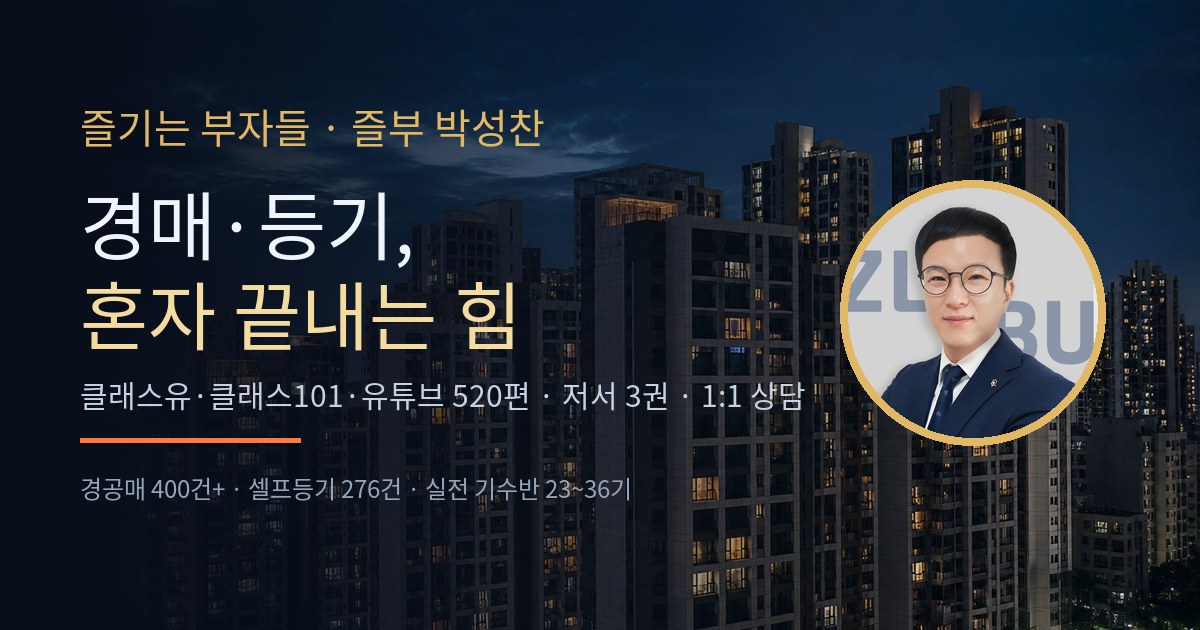 즐기는 부자들 · 즐부 박성찬
경매·등기,
혼자 끝내는 힘
클래스유·클래스101·유튜브 520편 · 저서 3권 · 1:1 상담
경공매 400건+ · 셀프등기 276건 · 실전 기수반 23~36기
ZL
BU